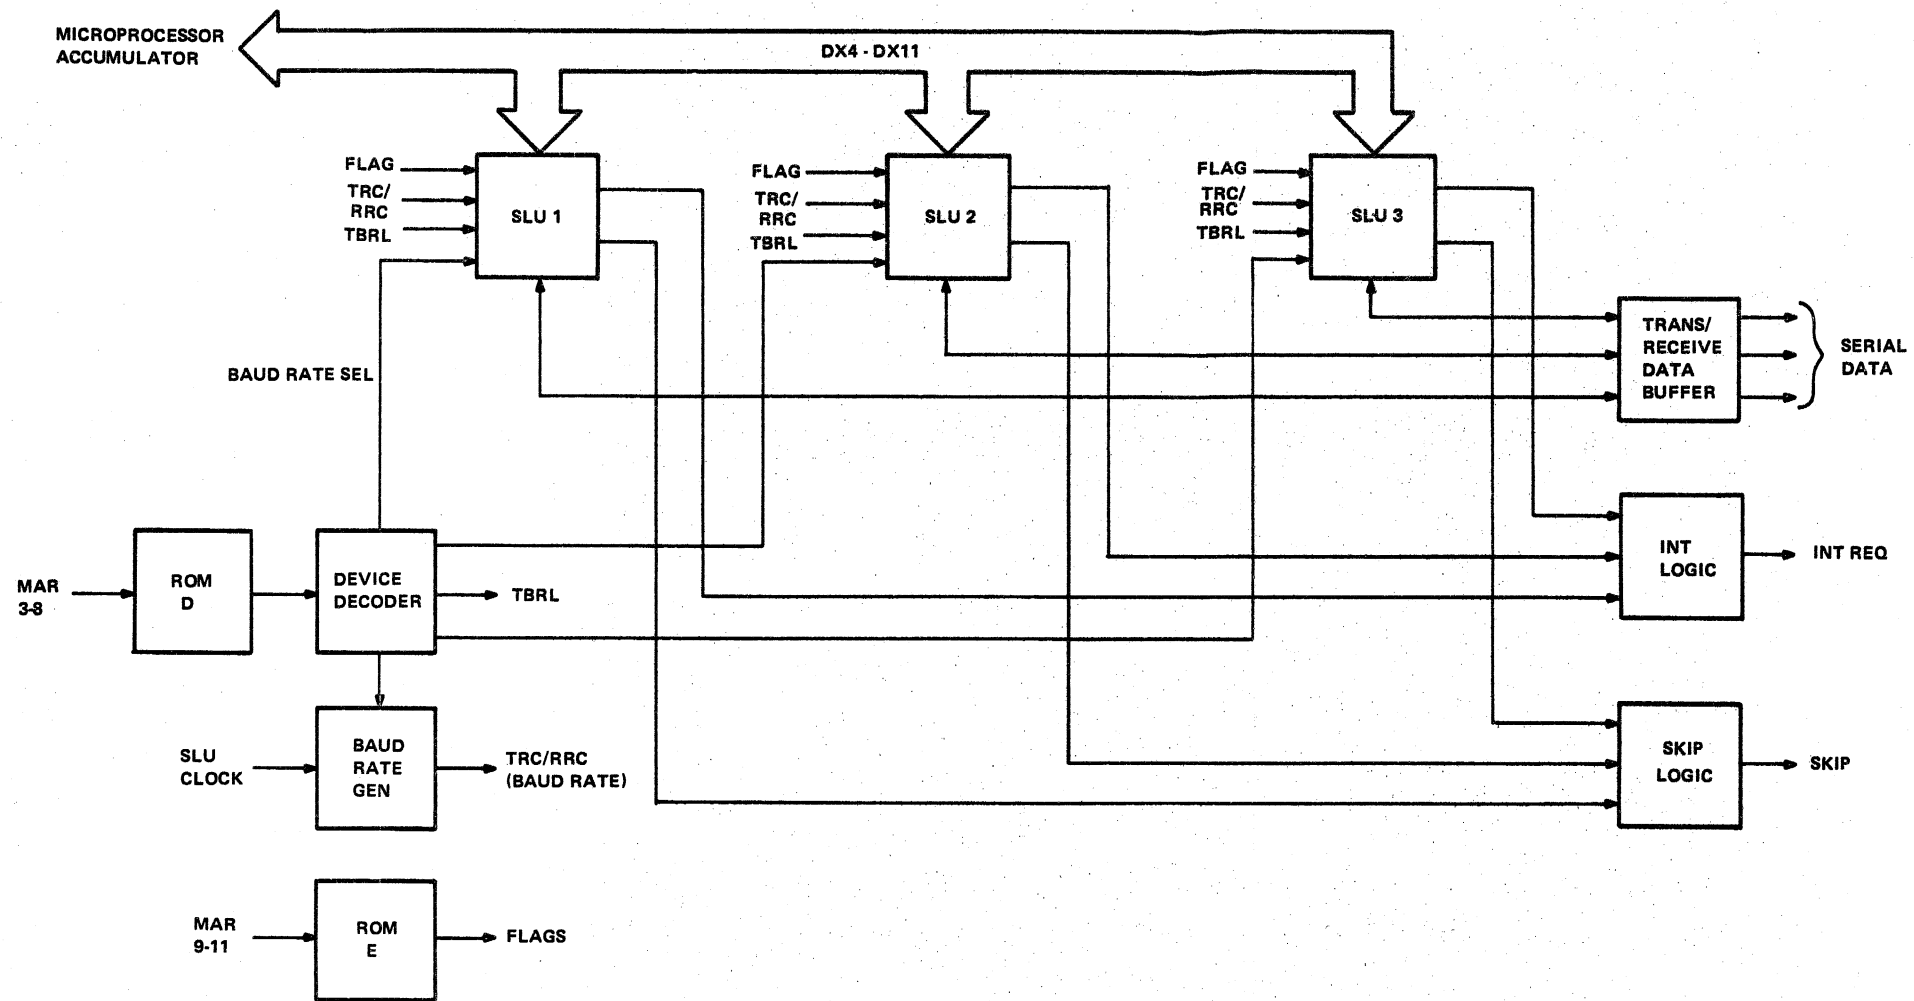 MICROPROCESSOR
ACCUMULATOR
DX4 - DX11
FLAG
TRC/
RRC
TBRL
SLU 1
FLAG
TRC/
RRC
TBRL
SLU 2
FLAG
TRC/
RRC
TBRL
SLU 3
BAUD RATE SEL
TRANS/
RECEIVE
DATA
BUFFER
SERIAL
DATA
MAR
3-8
ROM
D
DEVICE
DECODER
TBRL
INT
LOGIC
INT REQ
SLU
CLOCK
BAUD
RATE
GEN
TRC/RRC
(BAUD RATE)
SKIP
LOGIC
SKIP
MAR
9-11
ROM
E
FLAGS